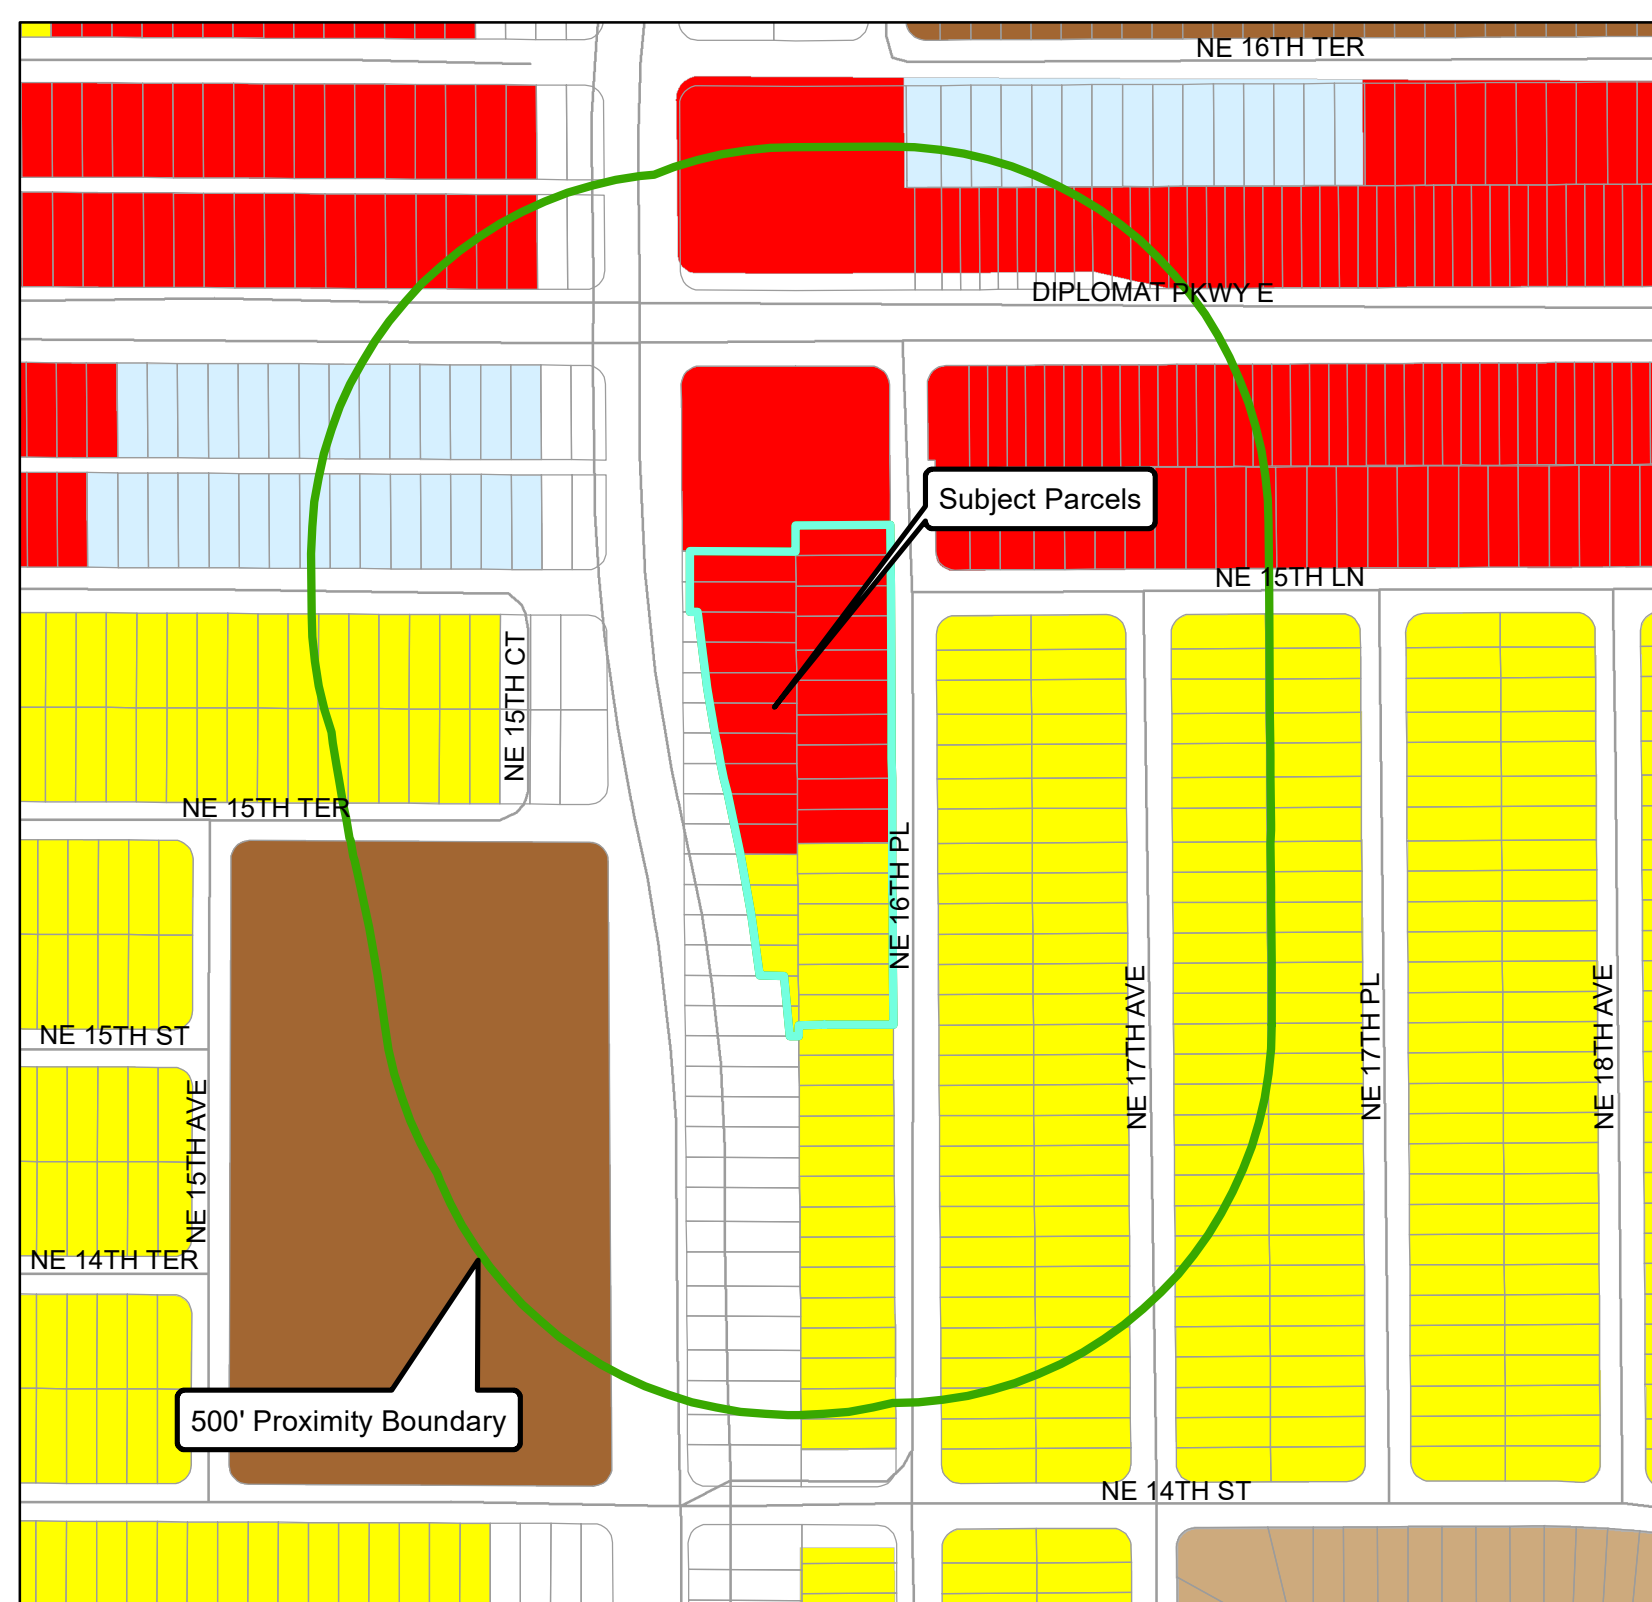 NE 16TH TER
DIPLOMAT PKWY E
Subject Parcels
NE 15TH LN
NE 15TH CT
NE 15TH TER
NE 16TH PL
NE 17TH AVE
NE 17TH PL
NE 18TH AVE
NE 15TH ST
NE 15TH AVE
NE 14TH TER
500' Proximity Boundary
NE 14TH ST